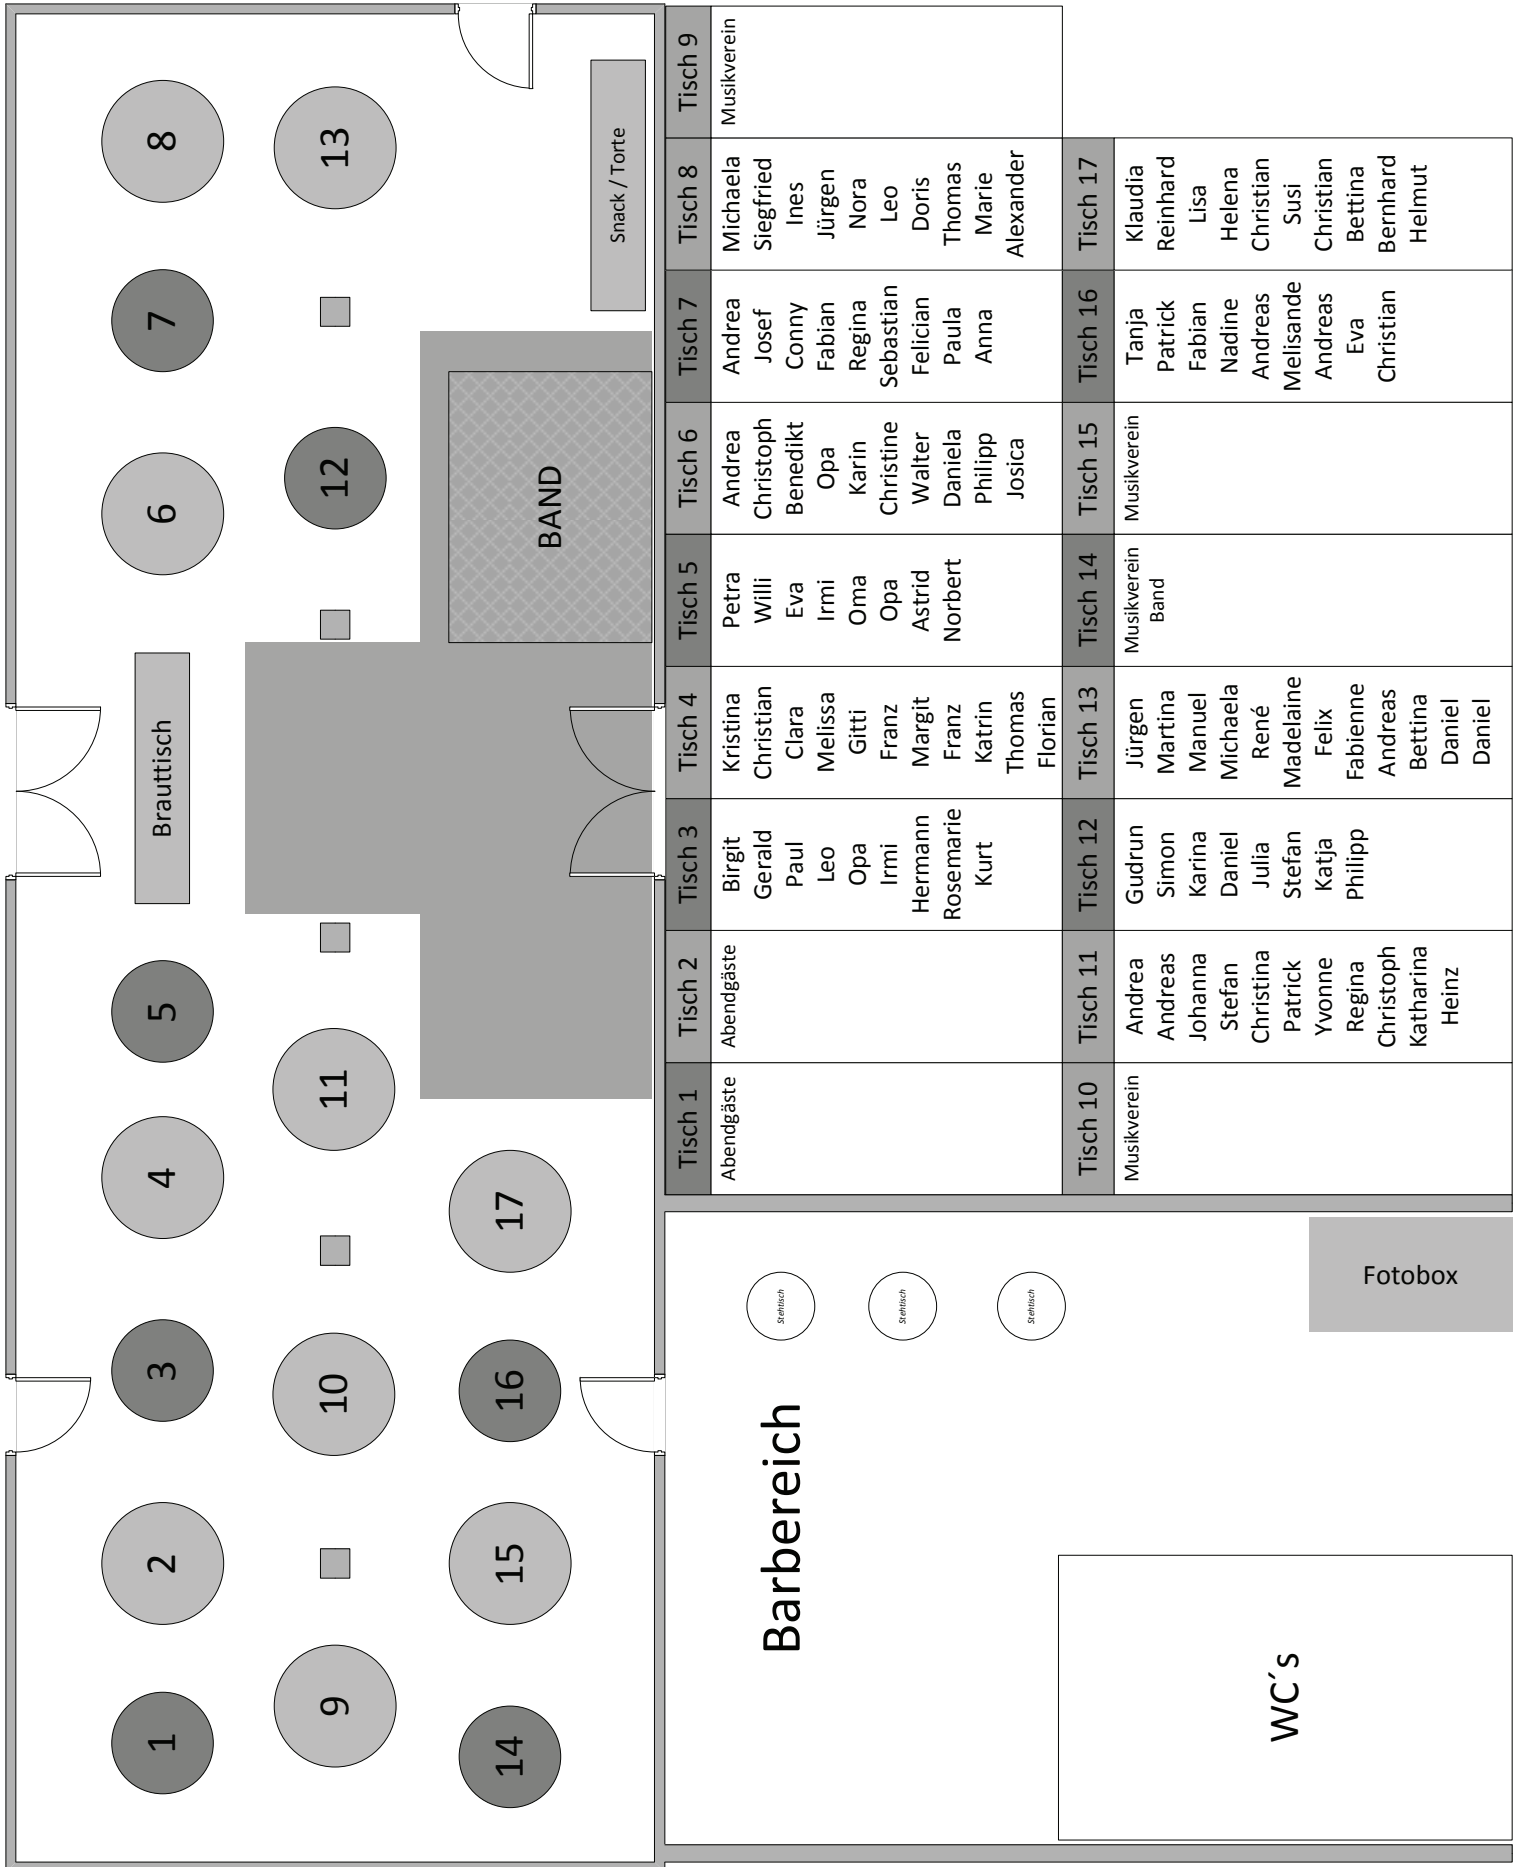 1
2
3
4
5
Brauttisch
6
7
8
9
10
11
12
13
14
15
16
17
BAND
Snack / Torte
Tisch 1
Abendgäste
Tisch 2
Abendgäste
Tisch 3
Birgit
Gerald
Paul
Leo
Opa
Irmi
Hermann
Rosemarie
Kurt
Tisch 4
Kristina
Christian
Clara
Melissa
Gitti
Franz
Margit
Franz
Katrin
Thomas
Florian
Tisch 5
Petra
Willi
Eva
Irmi
Oma
Opa
Astrid
Norbert
Tisch 6
Andrea
Christoph
Benedikt
Opa
Karin
Christine
Walter
Daniela
Philipp
Josica
Tisch 7
Andrea
Josef
Conny
Fabian
Regina
Sebastian
Felician
Paula
Anna
Tisch 8
Michaela
Siegfried
Ines
Jürgen
Nora
Leo
Doris
Thomas
Marie
Alexander
Tisch 9
Musikverein
Tisch 10
Musikverein
Tisch 11
Andrea
Andreas
Johanna
Stefan
Christina
Patrick
Yvonne
Regina
Christoph
Katharina
Heinz
Tisch 12
Gudrun
Simon
Karina
Daniel
Julia
Stefan
Katja
Philipp
Tisch 13
Jürgen
Martina
Manuel
Michaela
René
Madelaine
Felix
Fabienne
Andreas
Bettina
Daniel
Daniel
Tisch 14
Musikverein
Band
Tisch 15
Musikverein
Tisch 16
Tanja
Patrick
Fabian
Nadine
Andreas
Melisande
Andreas
Eva
Christian
Tisch 17
Klaudia
Reinhard
Lisa
Helena
Christian
Susi
Christian
Bettina
Bernhard
Helmut
Barbereich
Stehtisch
Stehtisch
Stehtisch
Fotobox
WC´s